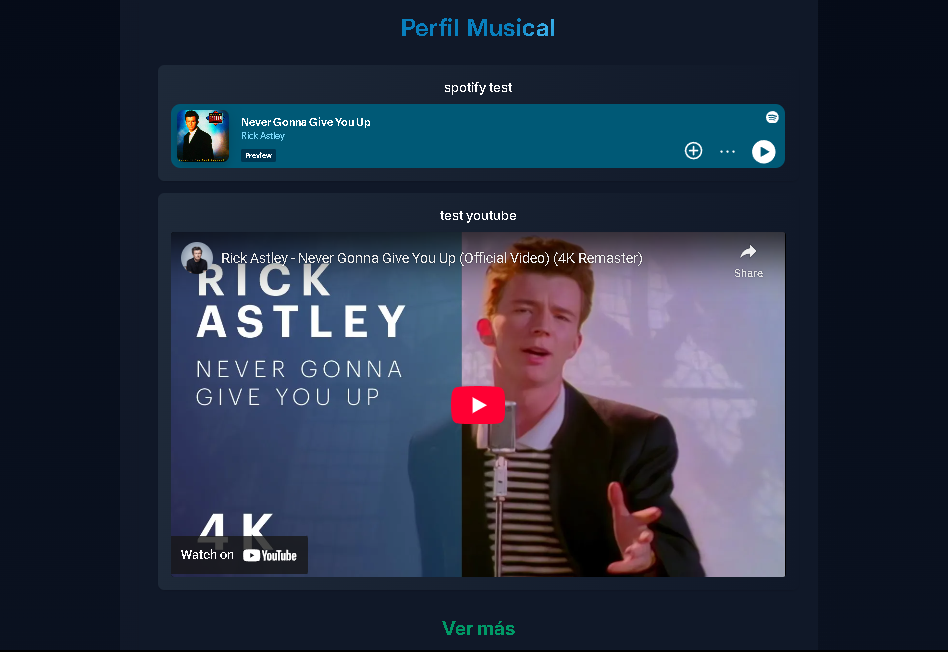 Perfil Musical
spotify test
Never Gonna Give You Up
Rick Astley
Preview
test youtube
Rick Astley - Never Gonna Give You Up (Official Video) (4K Remaster)
Share
RICK
ASTLEY
NEVER GONNA
GIVE YOU UP
4K
Watch on YouTube
Ver más